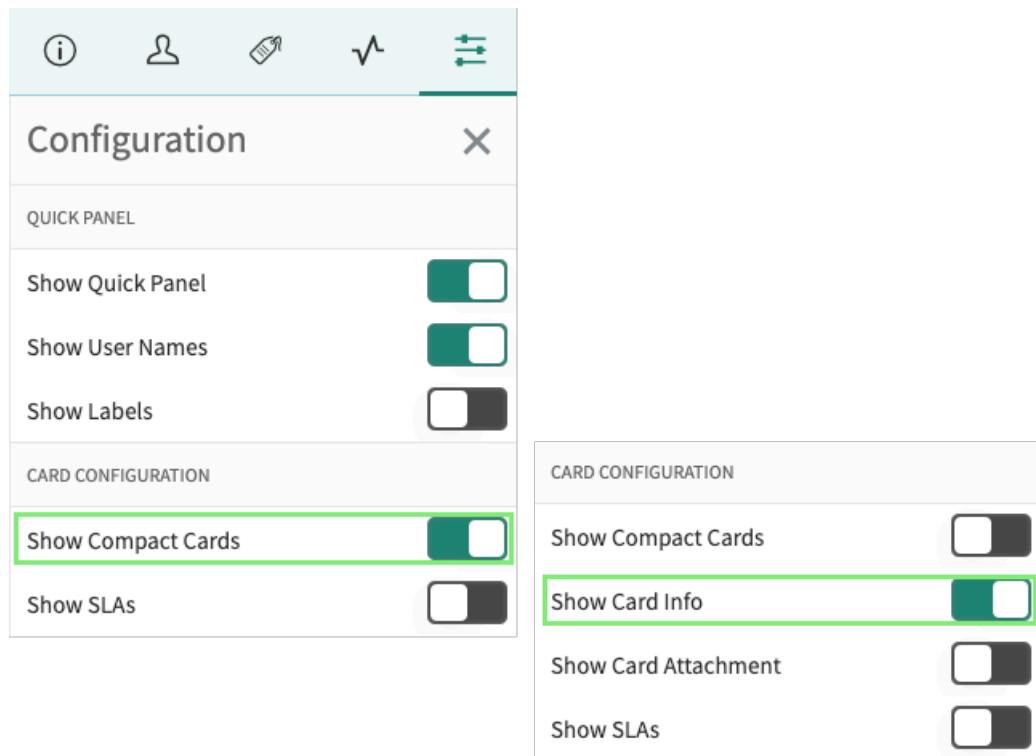 Configuration
QUICK PANEL
Show Quick Panel
Show User Names
Show Labels
CARD CONFIGURATION
Show Compact Cards
Show SLAs
CARD CONFIGURATION
Show Compact Cards
Show Card Info
Show Card Attachment
Show SLAs